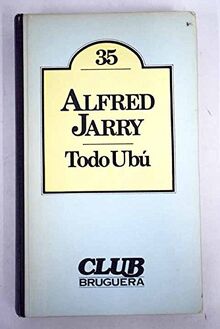 35
ALFRED
JARRY
Todo Ubú
CLUB
BRUGUERA